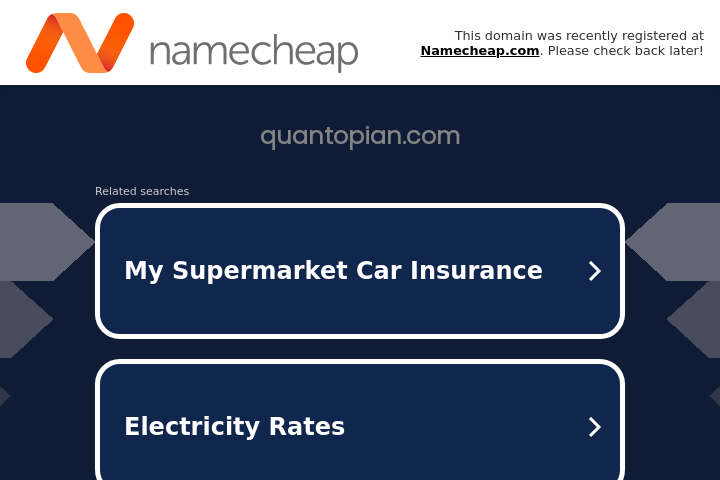 namecheap
This domain was recently registered at
Namecheap.com. Please check back later!
quantopian.com
Related searches
My Supermarket Car Insurance
Electricity Rates